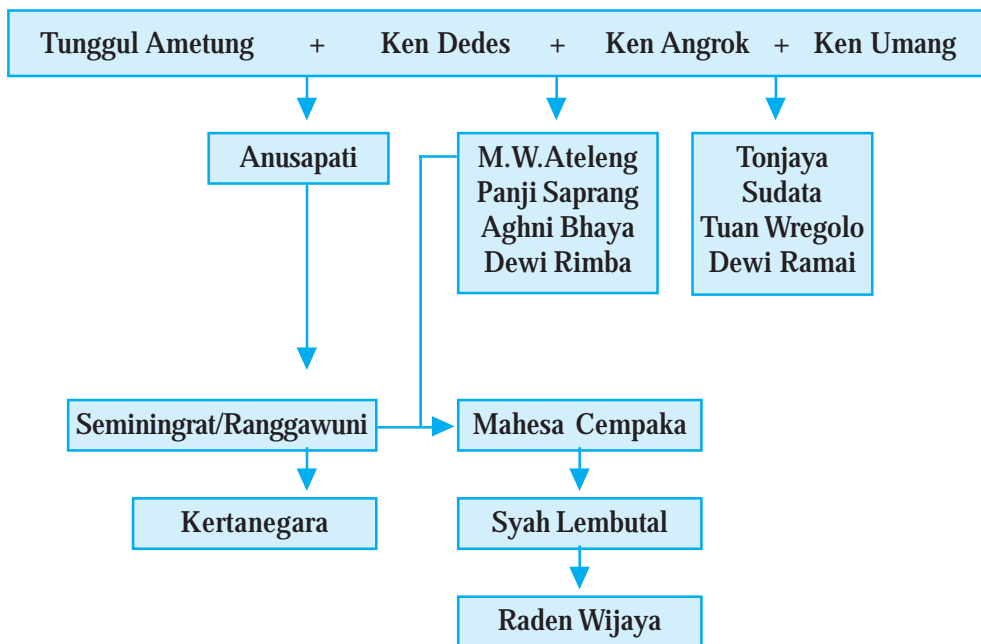 Tunggul Ametung + Ken Dedes + Ken Angrok + Ken Umang
Anusapati
M.W.Ateleng
Panji Saprang
Aghni Bhaya
Dewi Rimba
Tonjaya
Sudata
Tuan Wregolo
Dewi Ramai
Seminingrat/Ranggawuni
Mahesa Cempaka
Kertanegara
Syah Lembutal
Raden Wijaya